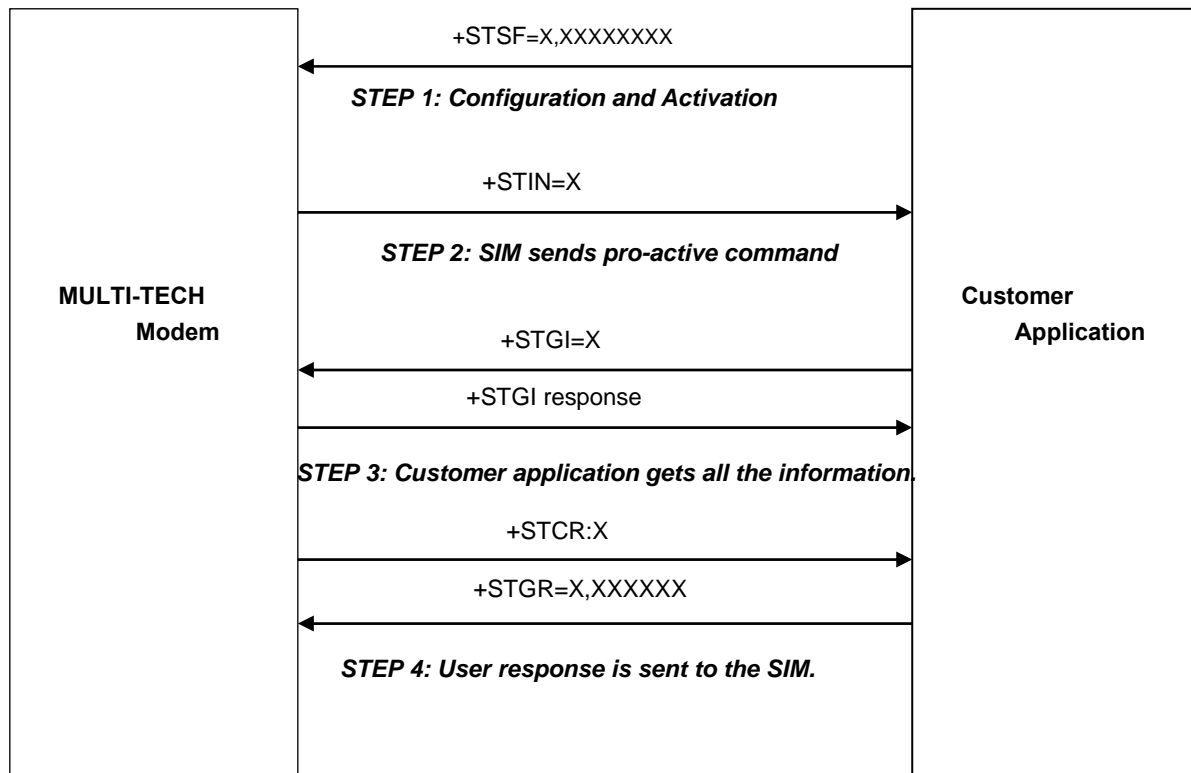 +STSF=X,XXXXXXXX
STEP 1: Configuration and Activation
+STIN=X
STEP 2: SIM sends pro-active command
MULTI-TECH
Modem
Customer
Application
+STGI=X
+STGI response
STEP 3: Customer application gets all the information.
+STCR:X
+STGR=X,XXXXXX
STEP 4: User response is sent to the SIM.